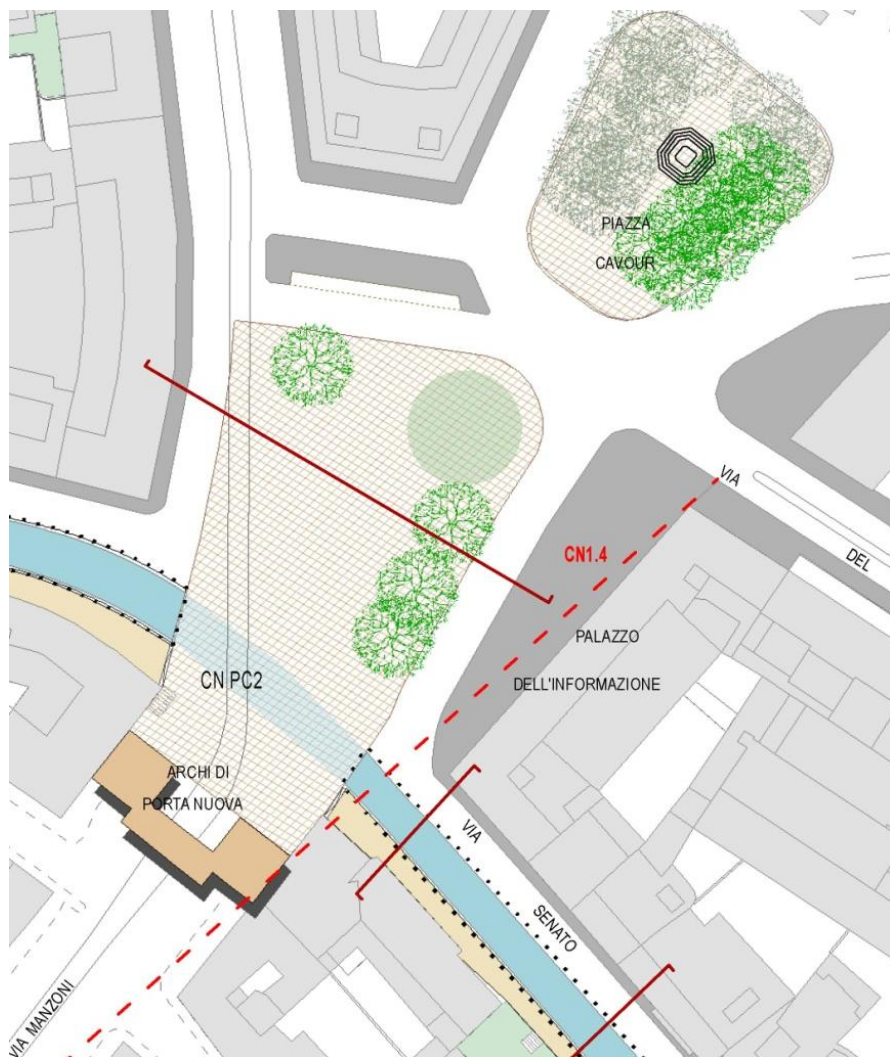 PIAZZA
CAVOUR
VIA
DEL
CN1.4
PALAZZO
DELL'INFORMAZIONE
CN PC2
ARCHI DI
PORTA NUOVA
VIA
SENATO
VIA MANZONI